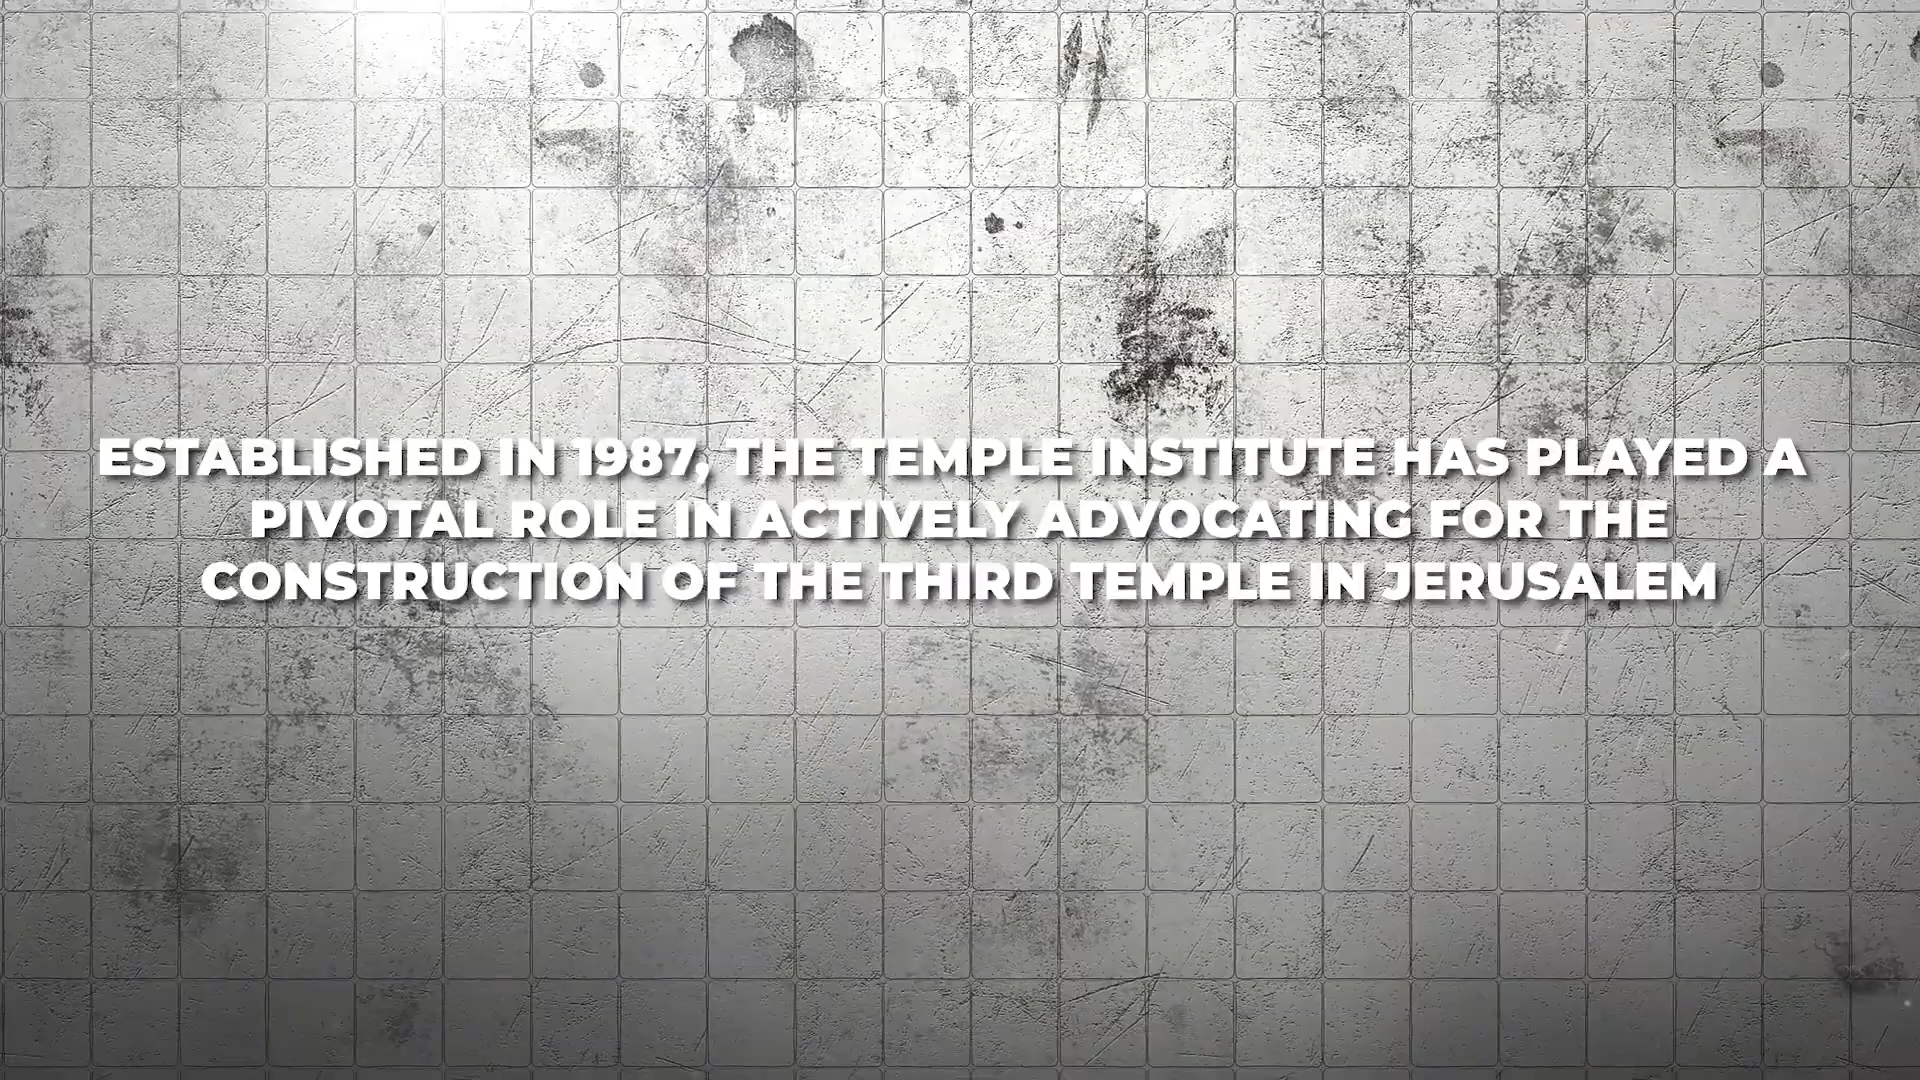 ESTABLISHED IN 1987, THE TEMPLE INSTITUTE HAS PLAYED A
PIVOTAL ROLE IN ACTIVELY ADVOCATING FOR THE
CONSTRUCTION OF THE THIRD TEMPLE IN JERUSALEM